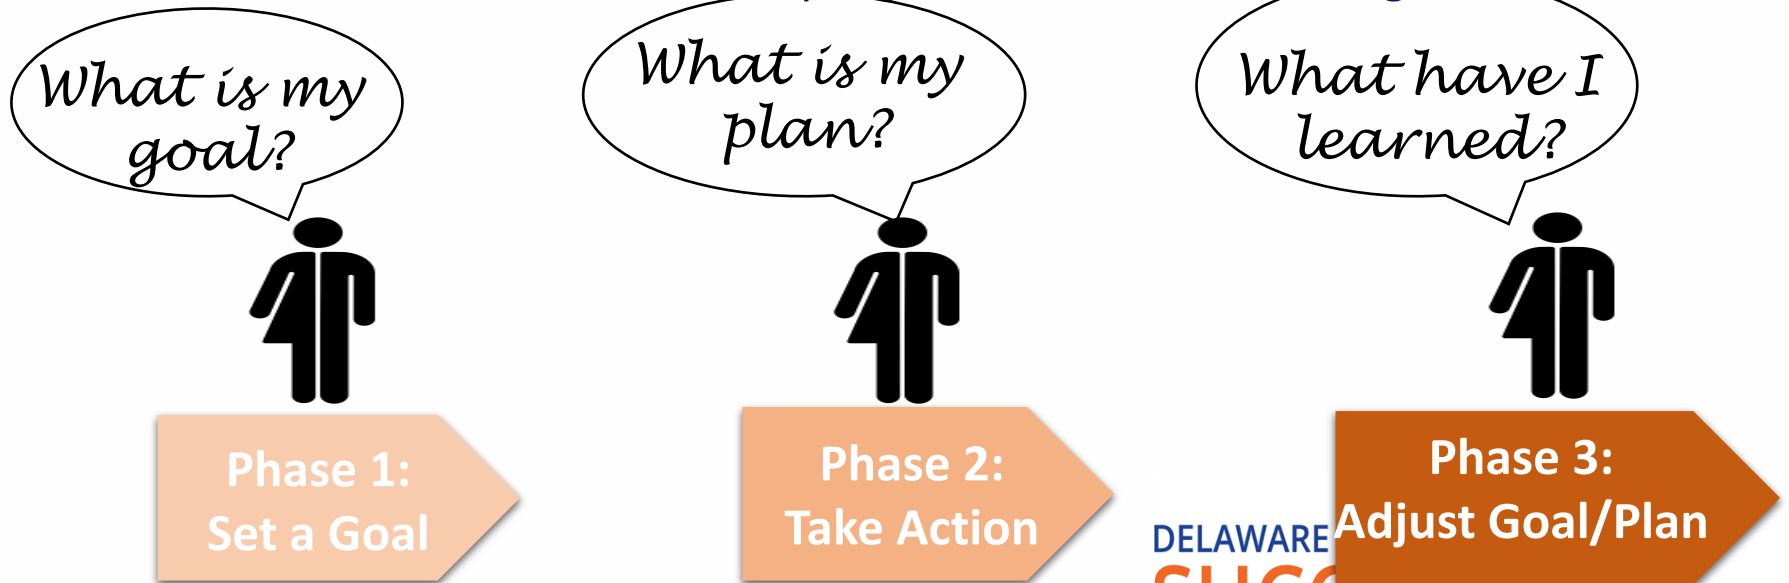 What is my
goal?
What is my
plan?
What have I
learned?
Phase 1:
Set a Goal
Phase 2:
Take Action
Phase 3:
Adjust Goal/Plan
DELAWARE